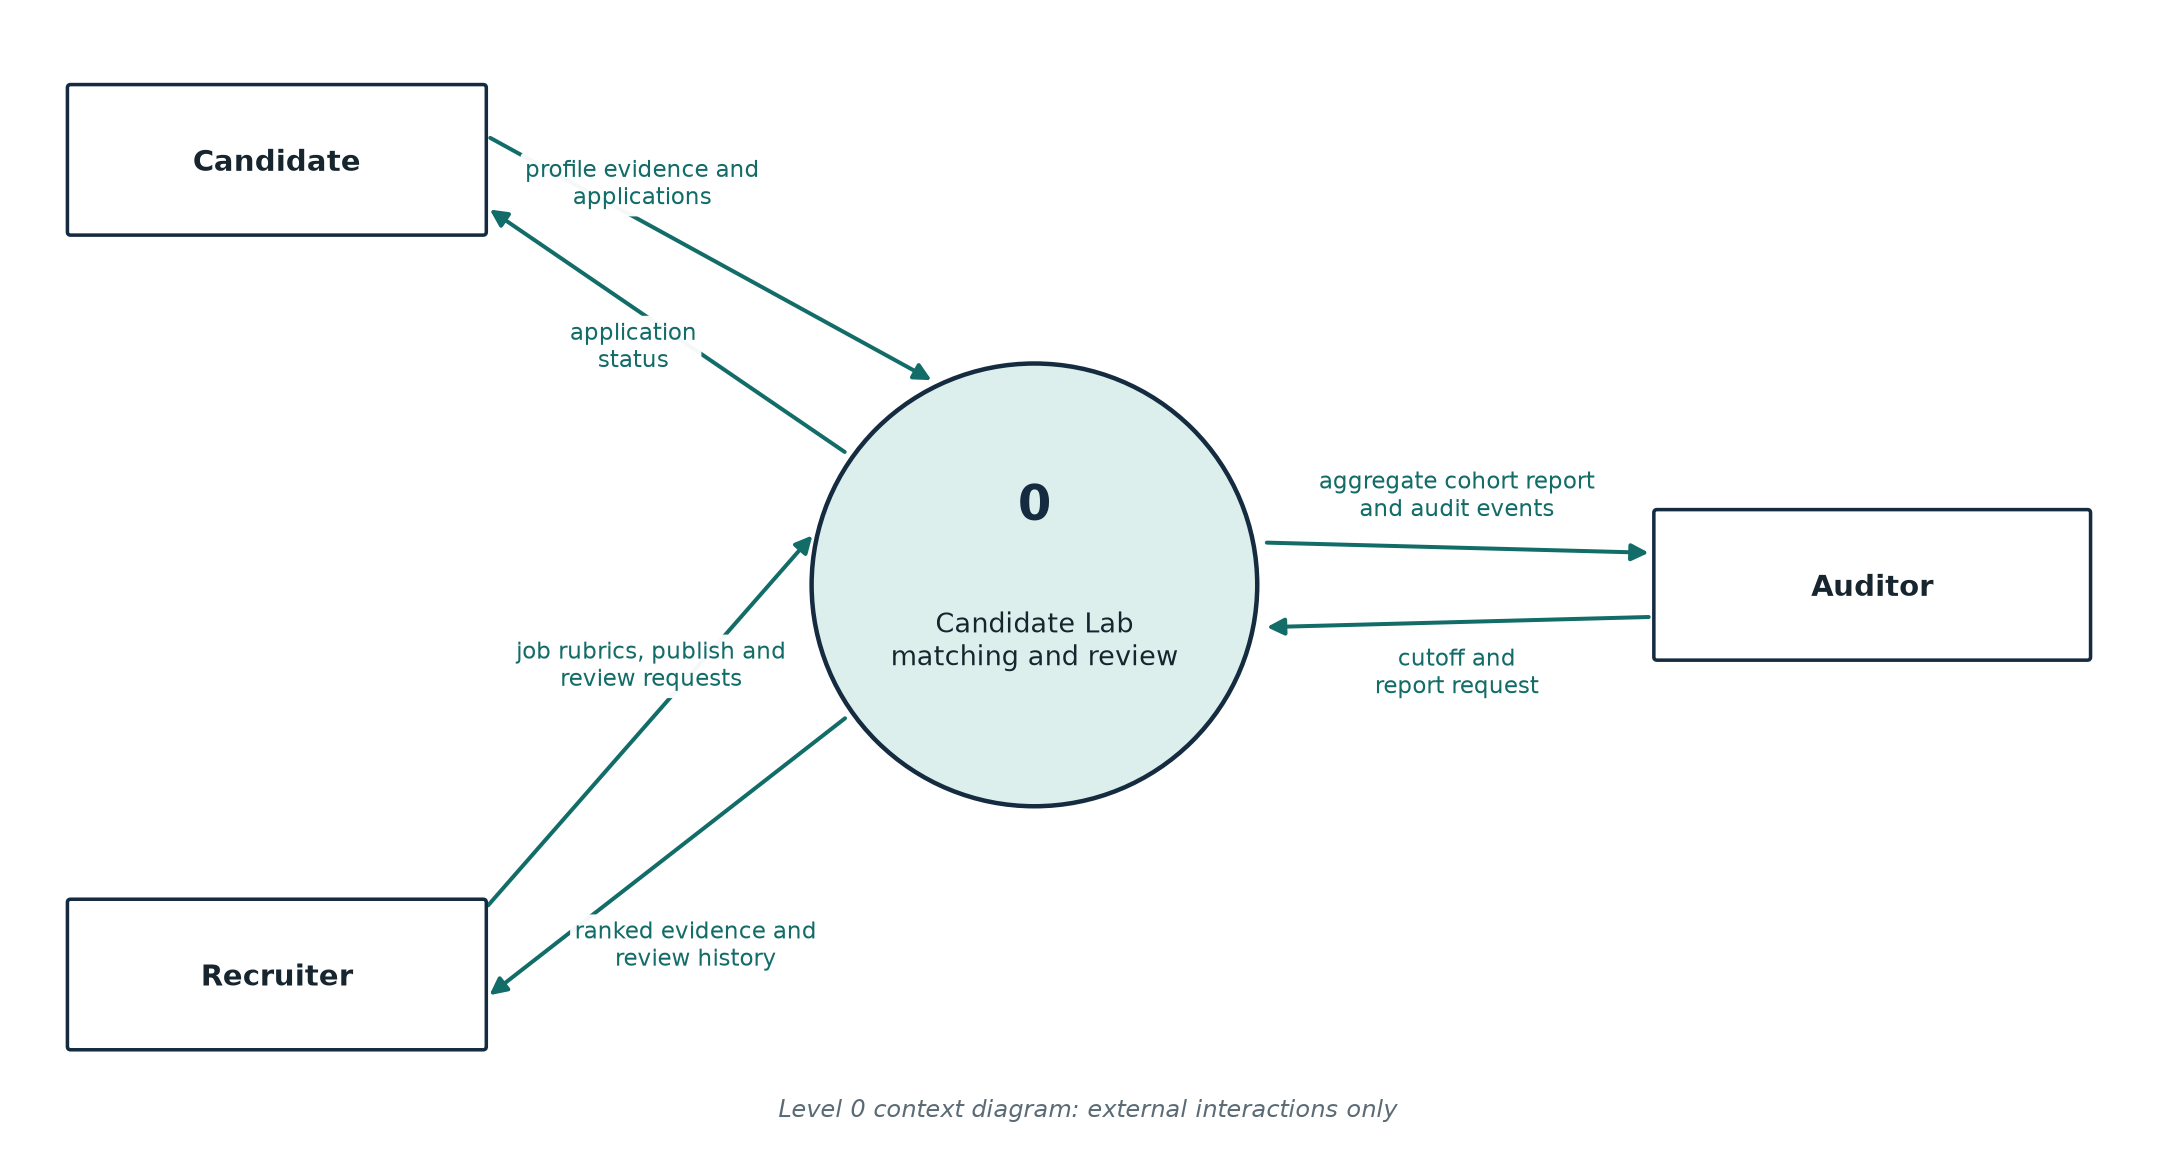 Candidate
profile evidence and
applications
application
status
0
Candidate Lab
matching and review
aggregate cohort report
and audit events
Auditor
cutoff and
report request
job rubrics, publish and
review requests
ranked evidence and
review history
Recruiter
Level 0 context diagram: external interactions only